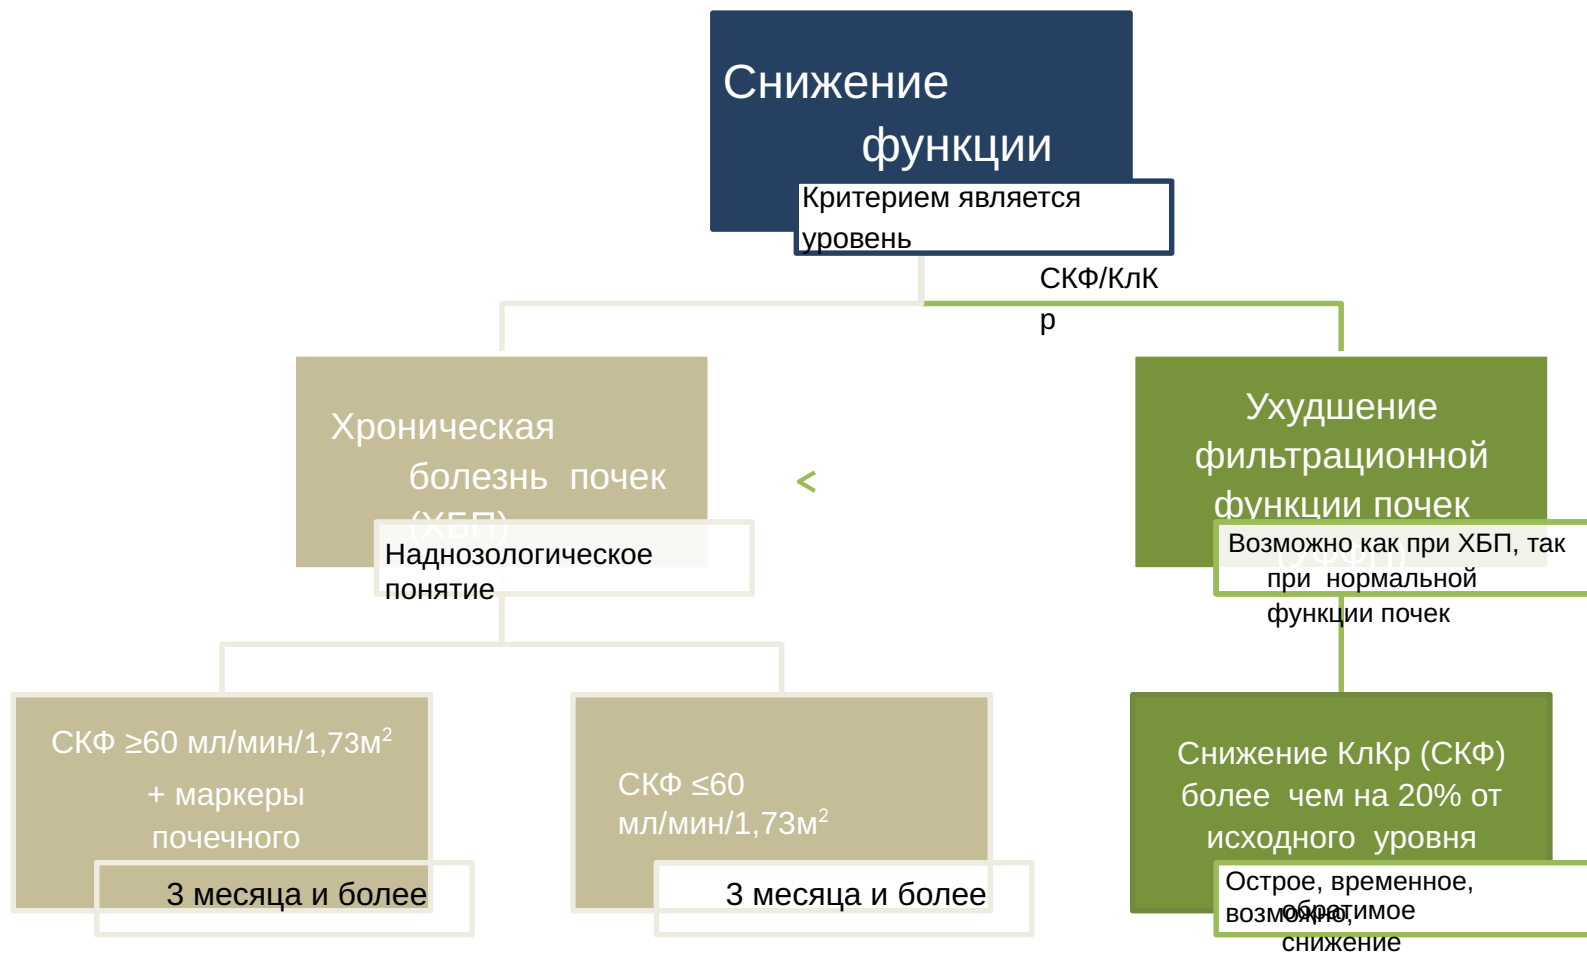 Снижение
функции
Критерием является
уровень
СКФ/КлК
р
Хроническая
болезнь почек
(ХБП)
Наднозологическое
понятие
<
Ухудшение
фильтрационной
функции почек
(УФФП)
Возможно как при ХБП, так
при нормальной
функции почек
СКФ ≥60 мл/мин/1,73м²
+ маркеры
почечного
3 месяца и более
СКФ ≤60
мл/мин/1,73м²
3 месяца и более
Снижение КлКр (СКФ)
более чем на 20% от
исходного уровня
Острое, временное,
возможно,
обратимое
снижение